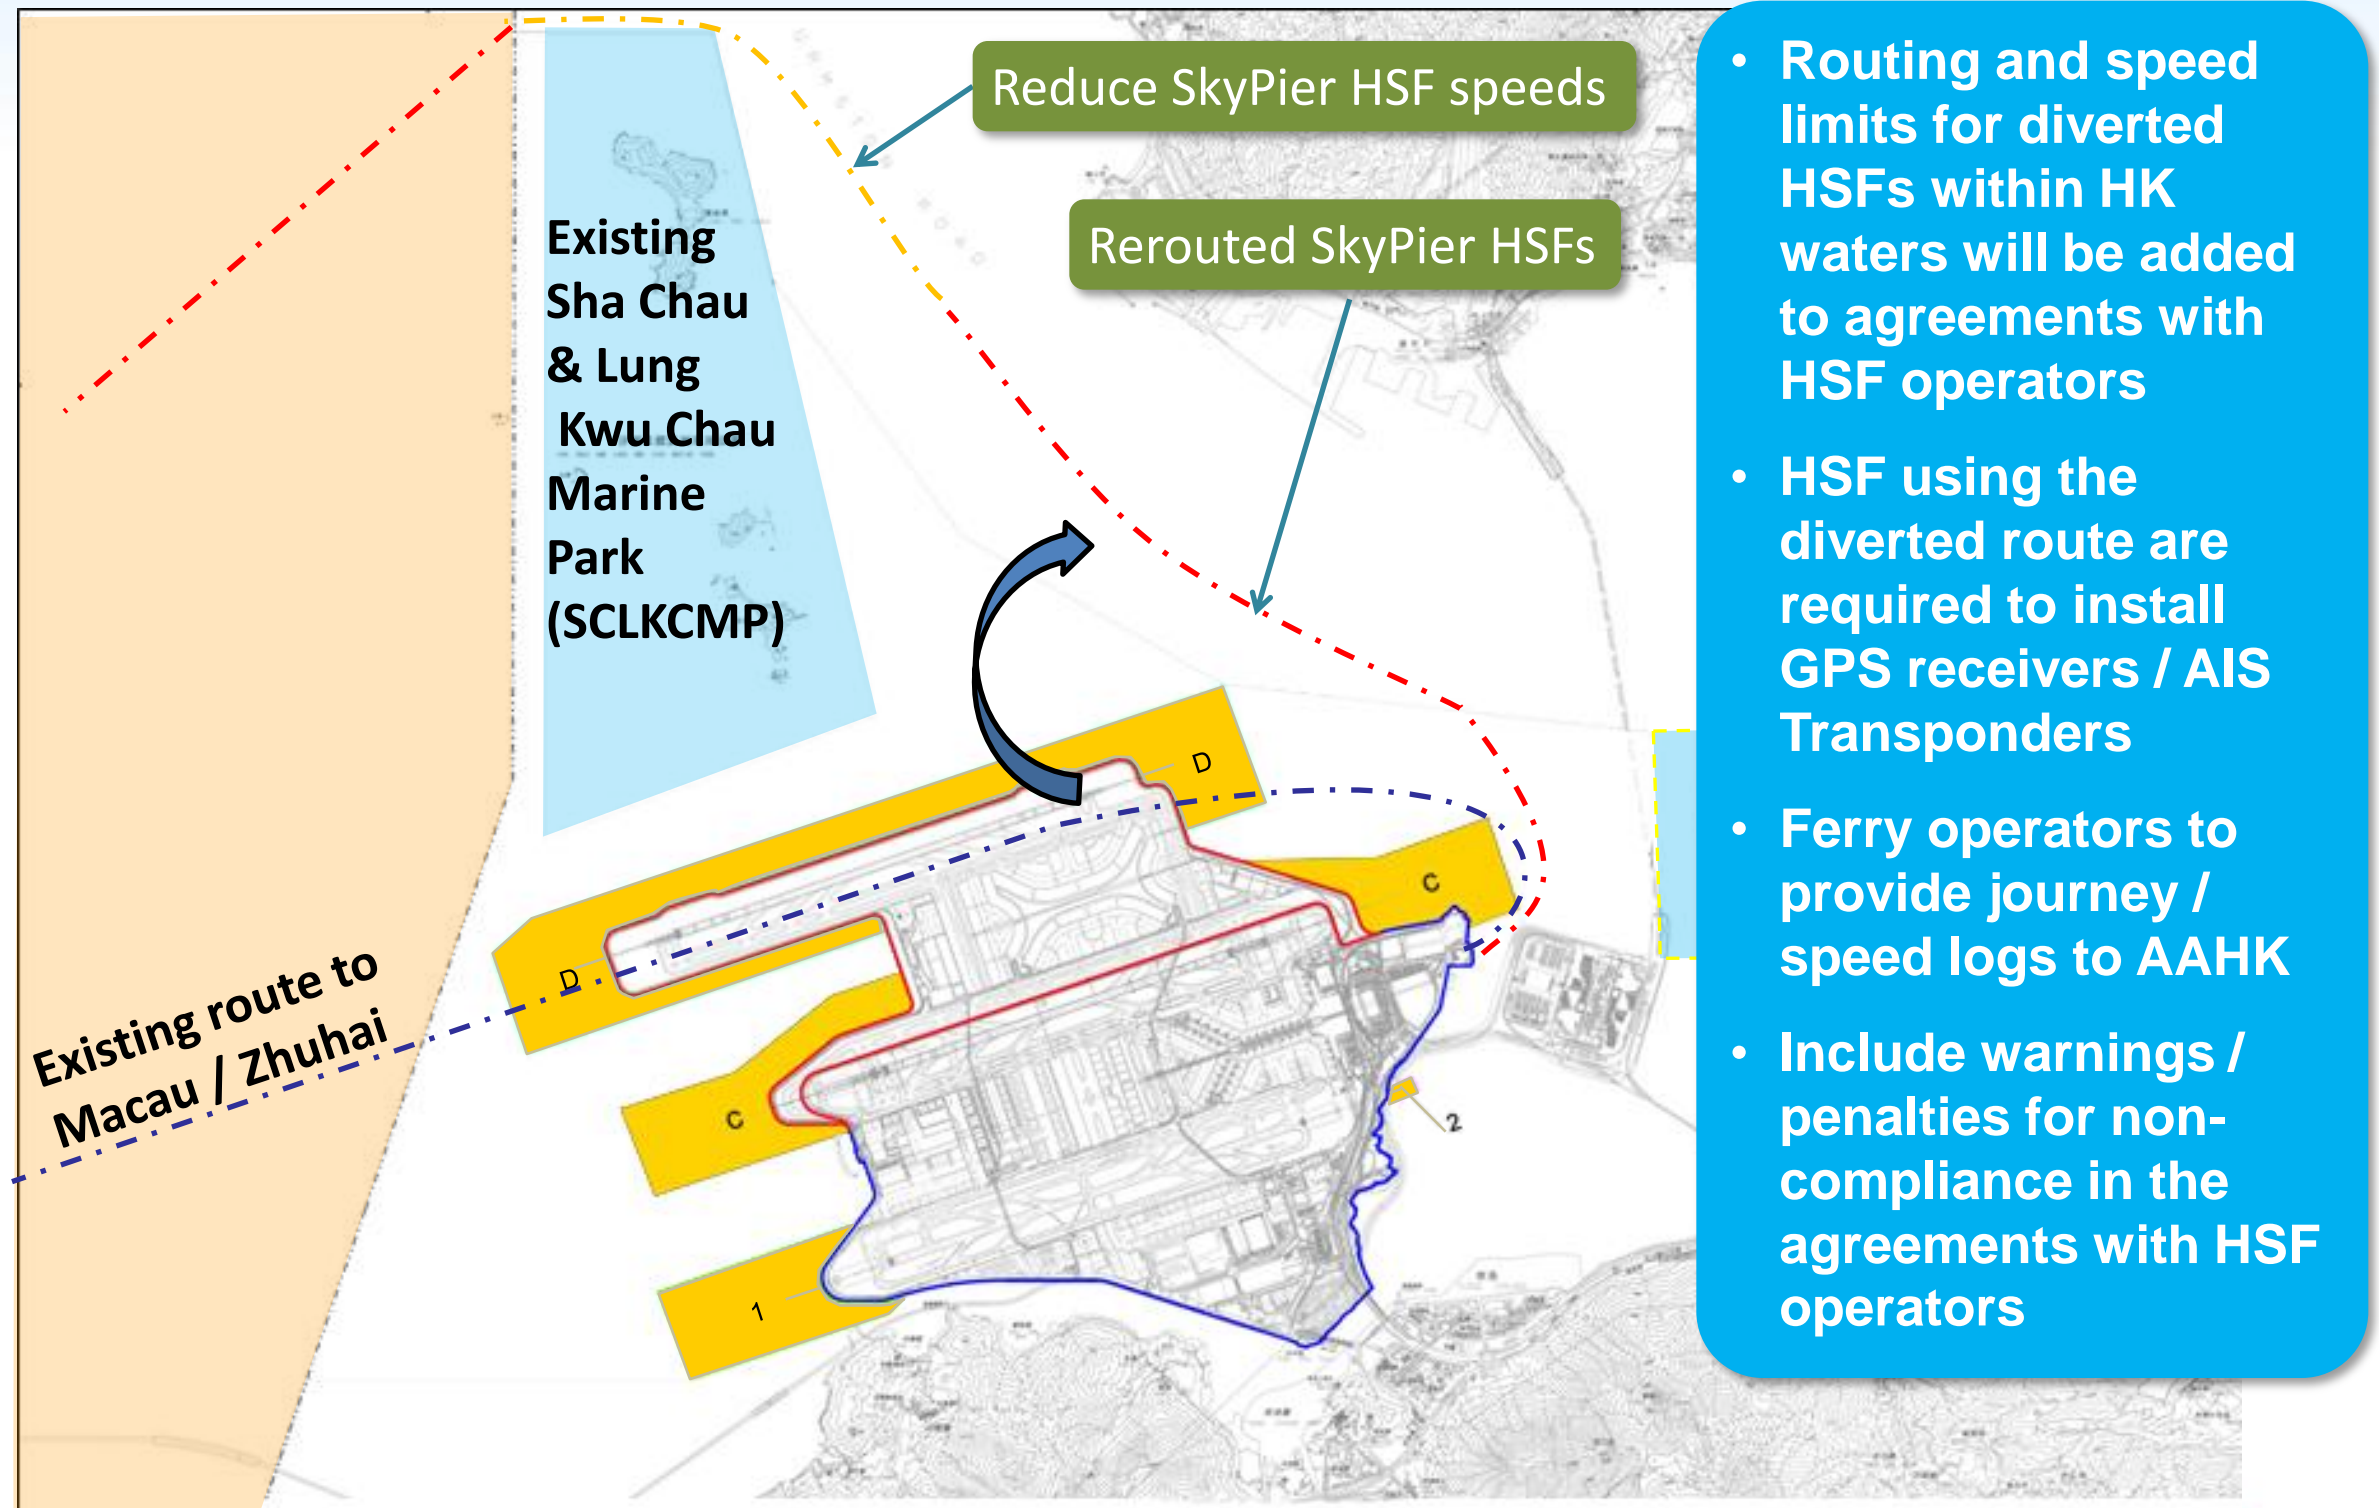 Reduce SkyPier HSF speeds
Rerouted SkyPier HSFs
Existing
Sha Chau
& Lung
Kwu Chau
Marine
Park
(SCLKCMP)
Existing route to
Macau / Zhuhai
D
D
C
C
1
2
• Routing and speed
limits for diverted
HSFs within HK
waters will be added
to agreements with
HSF operators
• HSF using the
diverted route are
required to install
GPS receivers / AIS
Transponders
• Ferry operators to
provide journey /
speed logs to AAHK
• Include warnings /
penalties for non-
compliance in the
agreements with HSF
operators